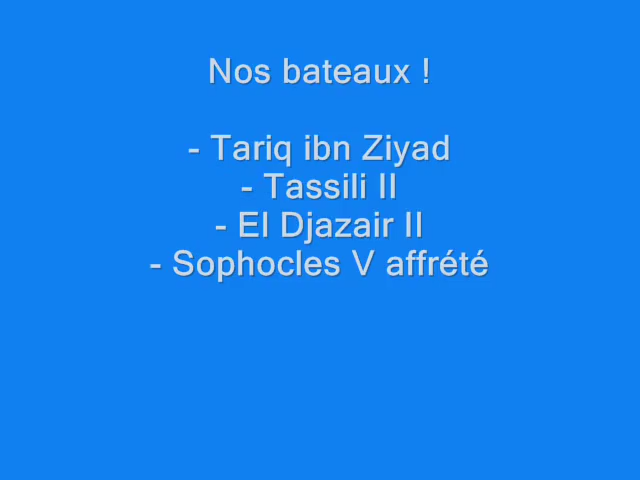 Nos bateaux !
- Tariq ibn Ziyad
- Tassili II
- El Djazair II
- Sophocles V affrété